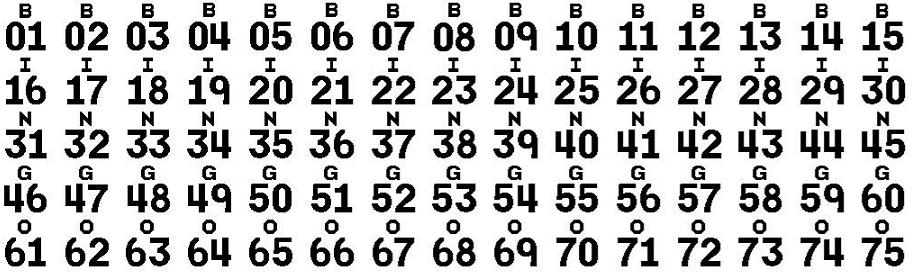 B B B B B B B B B B B B B B B
01 02 03 04 05 06 07 08 09 10 11 12 13 14 15
I I I I I I I I I I I I I I I
16 17 18 19 20 21 22 23 24 25 26 27 28 29 30
N N N N N N N N N N N N N N N
31 32 33 34 35 36 37 38 39 40 41 42 43 44 45
G G G G G G G G G G G G G G G
46 47 48 49 50 51 52 53 54 55 56 57 58 59 60
O O O O O O O O O O O O O O O
61 62 63 64 65 66 67 68 69 70 71 72 73 74 75